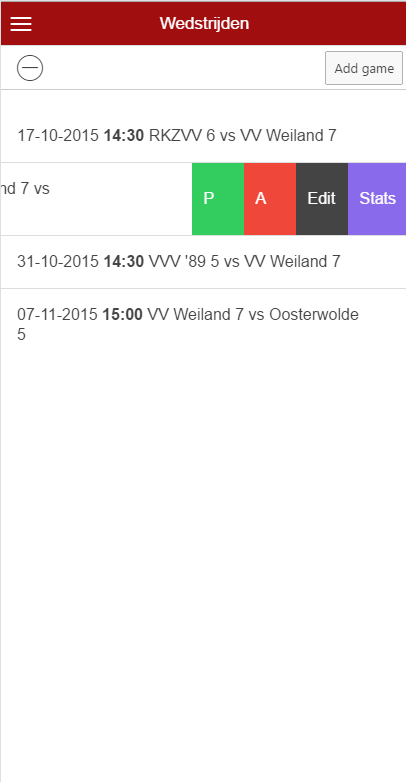 Wedstrijden
Add game
17-10-2015 14:30 RKZVV 6 vs VV Weiland 7
nd 7 vs
P
A
Edit
Stats
31-10-2015 14:30 VVV '89 5 vs VV Weiland 7
07-11-2015 15:00 VV Weiland 7 vs Oosterwolde
5